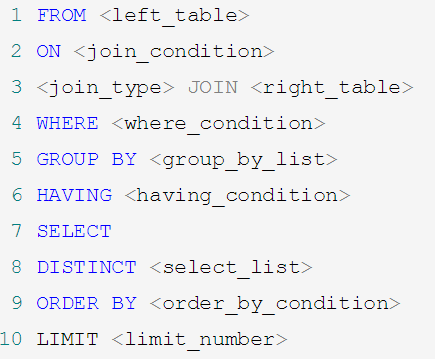 1 FROM <left_table>
2 ON <join_condition>
3 <join_type> JOIN <right_table>
4 WHERE <where_condition>
5 GROUP BY <group_by_list>
6 HAVING <having_condition>
7 SELECT
8 DISTINCT <select_list>
9 ORDER BY <order_by_condition>
10 LIMIT <limit_number>